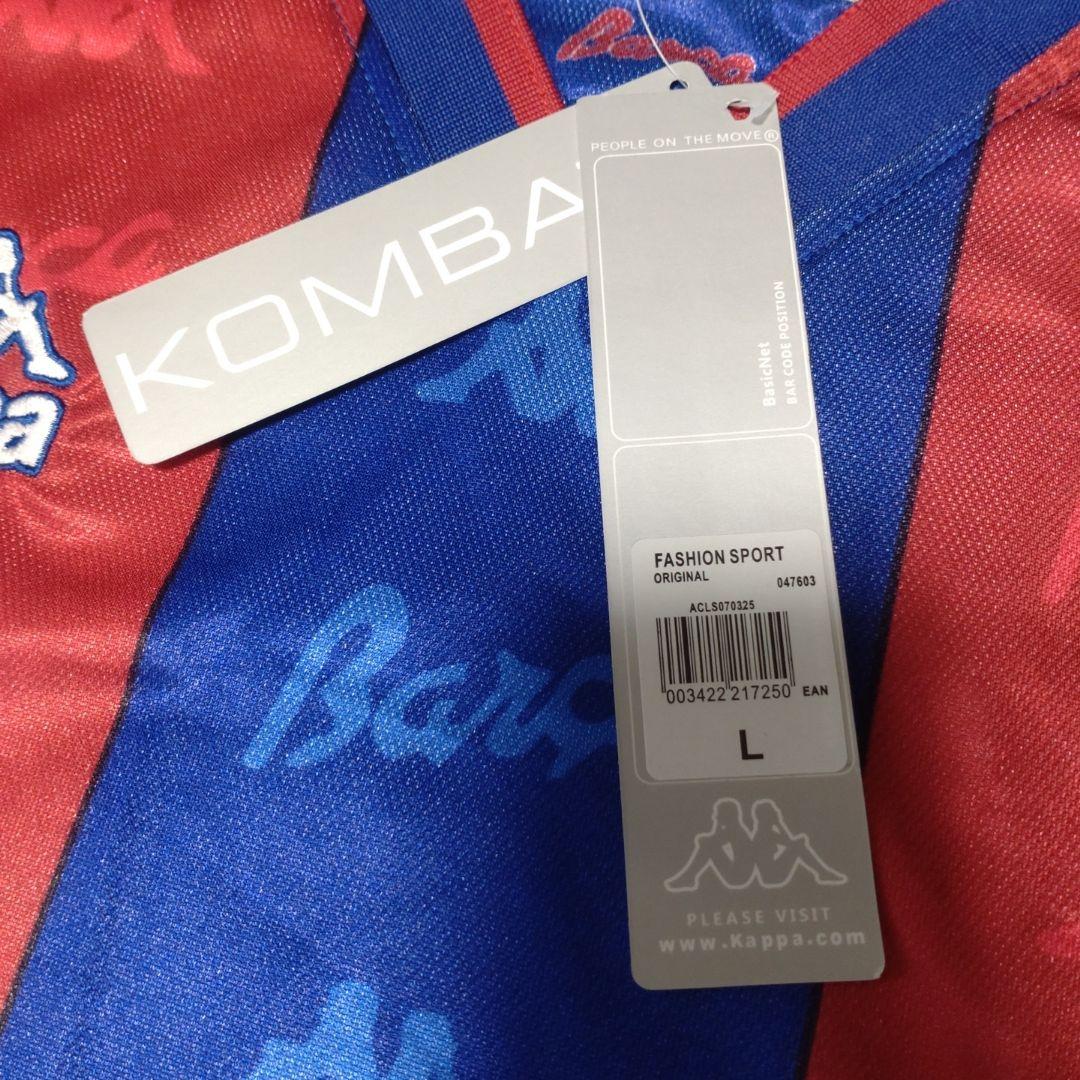 Barça
PEOPLE ON THE MOVE®
KOMBA
BasicNet
BAR CODE POSITION
FASHION SPORT
ORIGINAL 047603
ACLS070325
003422 217250 EAN
L
Barç
PLEASE VISIT
www.Kappa.com